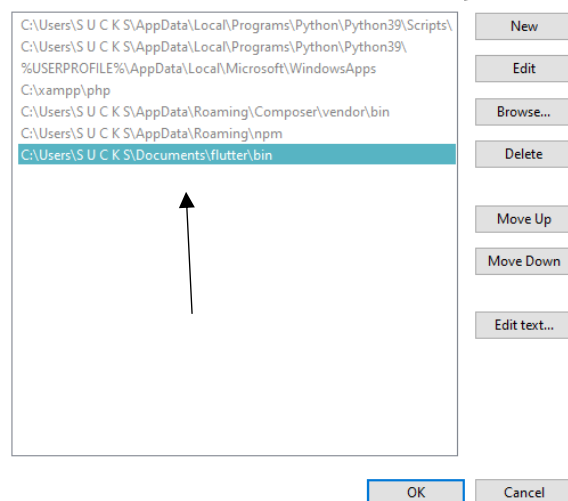 C:\Users\S U C K S\AppData\Local\Programs\Python\Python39\Scripts\
C:\Users\S U C K S\AppData\Local\Programs\Python\Python39\
%USERPROFILE%\AppData\Local\Microsoft\WindowsApps
C:\xampp\php
C:\Users\S U C K S\AppData\Roaming\Composer\vendor\bin
C:\Users\S U C K S\AppData\Roaming\npm
C:\Users\S U C K S\Documents\flutter\bin
New
Edit
Browse...
Delete
Move Up
Move Down
Edit text...
OK
Cancel